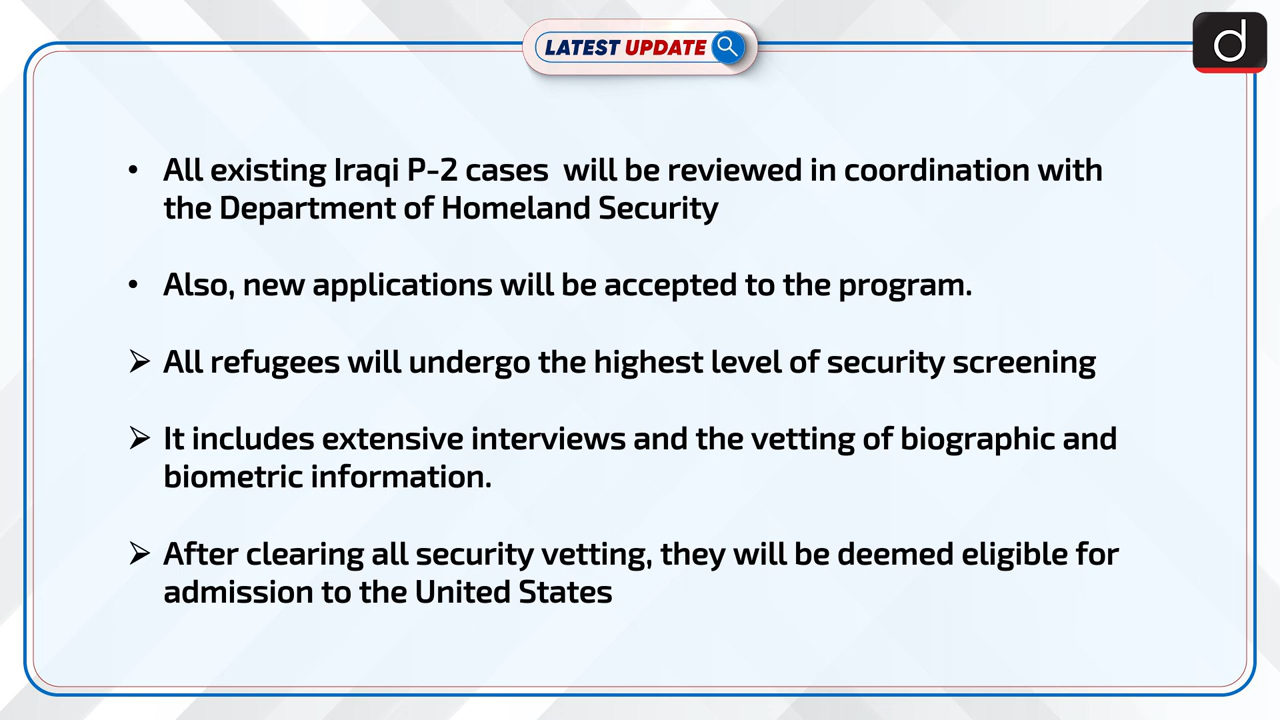 LATEST UPDATE
d
• All existing Iraqi P-2 cases  will be reviewed in coordination with
the Department of Homeland Security
• Also, new applications will be accepted to the program.
➢ All refugees will undergo the highest level of security screening
➢ It includes extensive interviews and the vetting of biographic and
biometric information.
➢ After clearing all security vetting, they will be deemed eligible for
admission to the United States